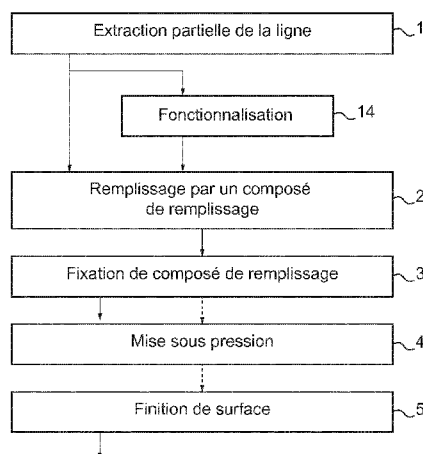 Extraction partielle de la ligne 1
Fonctionnalisation 14
Remplissage par un composé
de remplissage 2
Fixation de composé de remplissage 3
Mise sous pression 4
Finition de surface 5